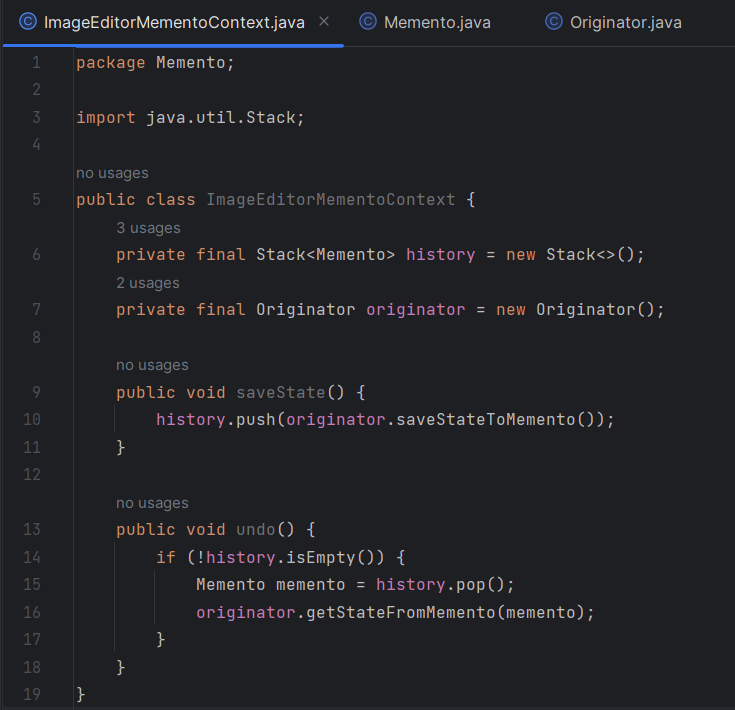 ImageEditorMementoContext.java × Memento.java Originator.java
1 package Memento;
2
3 import java.util.Stack;
4
no usages
5 public class ImageEditorMementoContext {
3 usages
6     private final Stack<Memento> history = new Stack<>();
2 usages
7     private final Originator originator = new Originator();
8
no usages
9     public void saveState() {
10         history.push(originator.saveStateToMemento());
11     }
12
no usages
13     public void undo() {
14         if (!history.isEmpty()) {
15             Memento memento = history.pop();
16             originator.getStateFromMemento(memento);
17         }
18     }
19 }